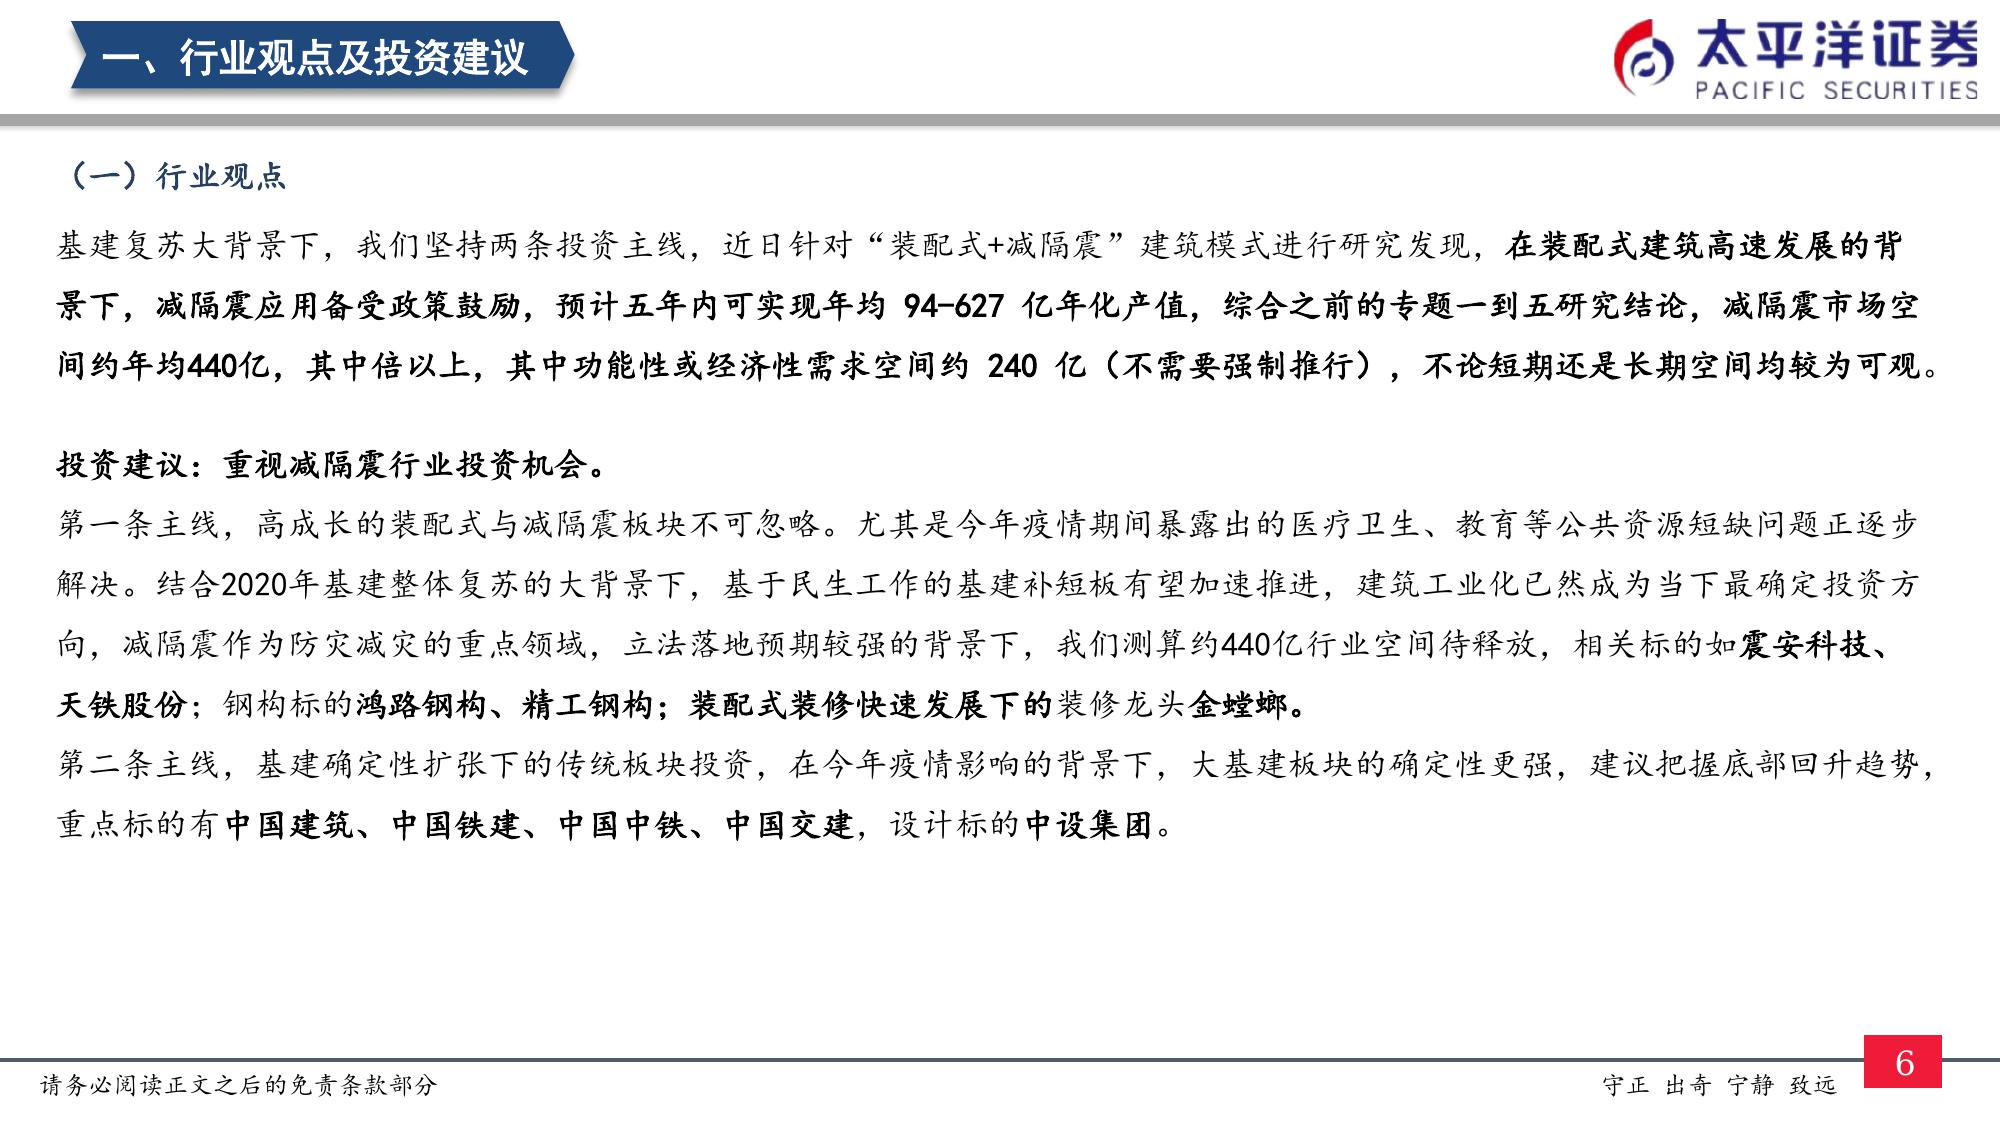 一、行业观点及投资建议
太平洋证券
PACIFIC SECURITIES
（一）行业观点
基建复苏大背景下，我们坚持两条投资主线，近日针对“装配式+减隔震”建筑模式进行研究发现，在装配式建筑高速发展的背
景下，减隔震应用备受政策鼓励，预计五年内可实现年均 94-627 亿年化产值，综合之前的专题一到五研究结论，减隔震市场空
间约年均440亿，其中倍以上，其中功能性或经济性需求空间约 240 亿（不需要强制推行），不论短期还是长期空间均较为可观。
投资建议：重视减隔震行业投资机会。
第一条主线，高成长的装配式与减隔震板块不可忽略。尤其是今年疫情期间暴露出的医疗卫生、教育等公共资源短缺问题正逐步
解决。结合2020年基建整体复苏的大背景下，基于民生工作的基建补短板有望加速推进，建筑工业化已然成为当下最确定投资方
向，减隔震作为防灾减灾的重点领域，立法落地预期较强的背景下，我们测算约440亿行业空间待释放，相关标的如震安科技、
天铁股份；钢构标的鸿路钢构、精工钢构；装配式装修快速发展下的装修龙头金螳螂。
第二条主线，基建确定性扩张下的传统板块投资，在今年疫情影响的背景下，大基建板块的确定性更强，建议把握底部回升趋势，
重点标的有中国建筑、中国铁建、中国中铁、中国交建，设计标的中设集团。
请务必阅读正文之后的免责条款部分
守正 出奇 宁静 致远
6